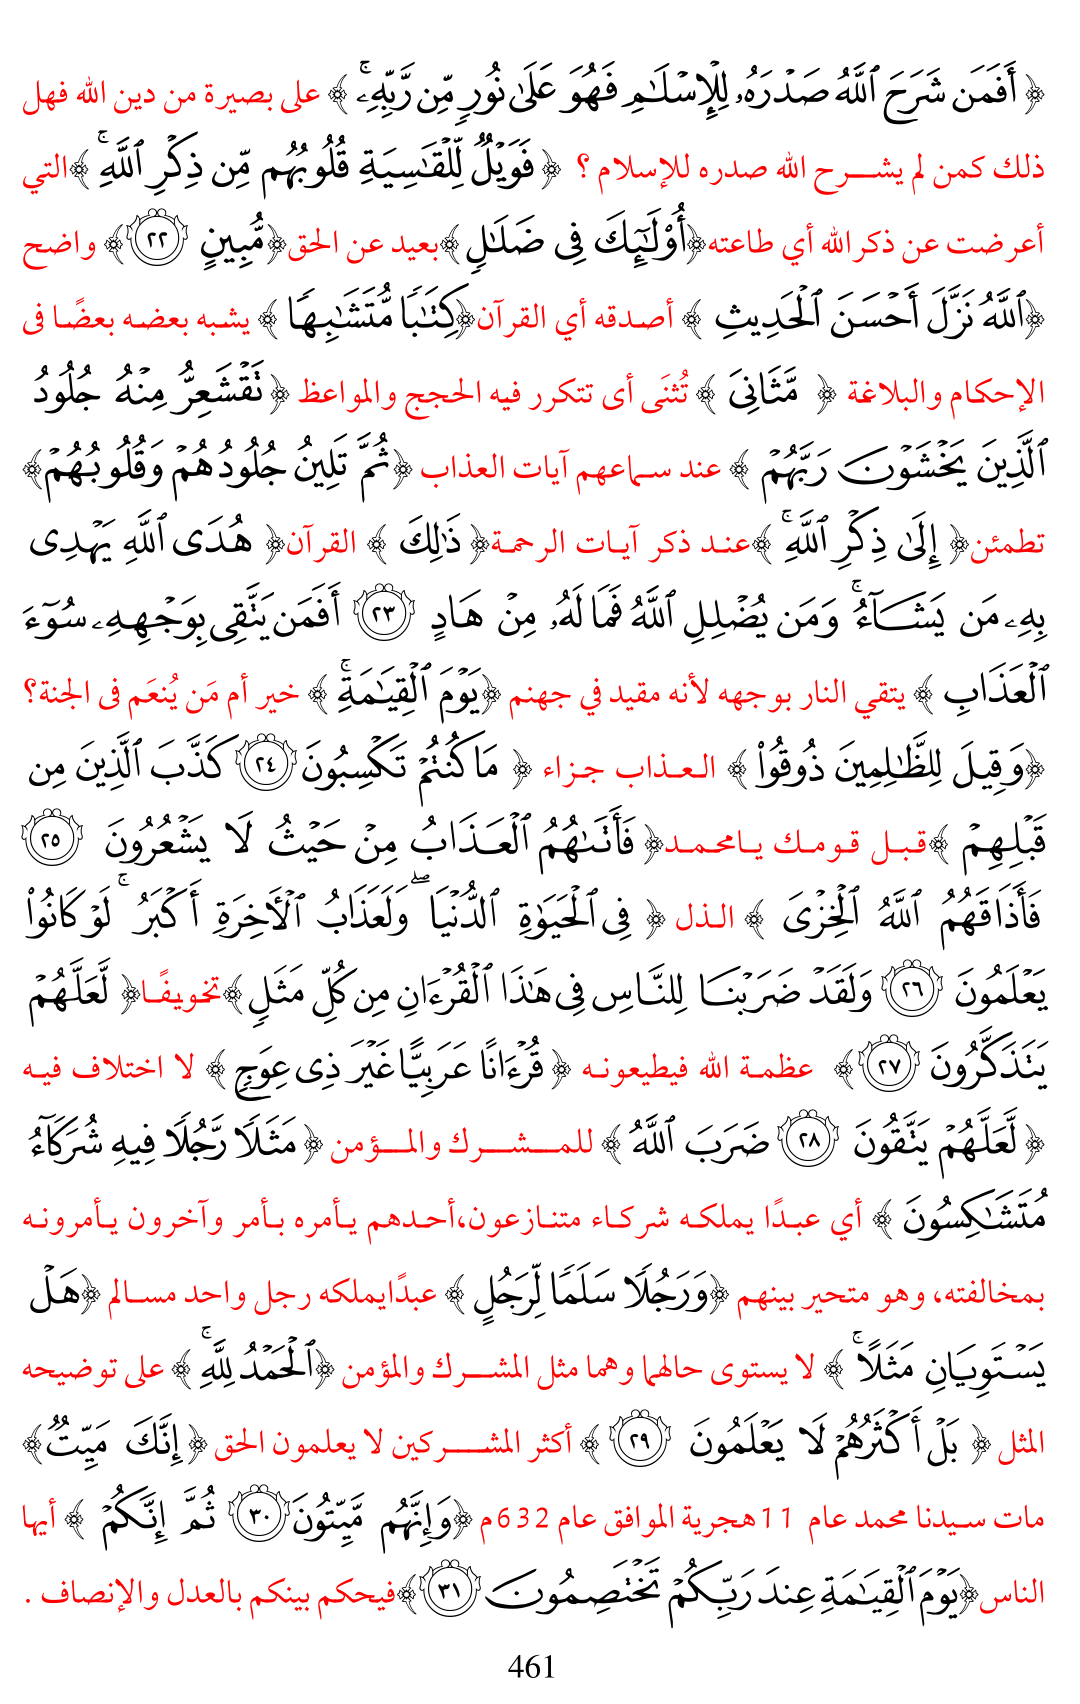 ﴿ أَفَمَن شَرَحَ ٱللَّهُ صَدْرَهُۥ لِلْإِسْلَـٰمِ فَهُوَ عَلَىٰ نُورٍ مِّن رَّبِّهِۦ ۚ ﴾ على بصيرة من دين الله فهل
ذلك كمن لم يشرح الله صدره للإسلام ؟ ﴿ فَوَيْلٌ لِّلْقَـٰسِيَةِ قُلُوبُهُم مِّن ذِكْرِ ٱللَّهِ ۚ ﴾التي
أعرضت عن ذكرالله أي طاعته﴿أُو۟لَـٰٓئِكَ فِى ضَلَـٰلٍ ﴾بعيد عن الحق﴿مُّبِينٍ ٢٢﴾ واضح
﴿ٱللَّهُ نَزَّلَ أَحْسَنَ ٱلْحَدِيثِ ﴾ أصدقه أي القرآن﴿كِتَـٰبًا مُّتَشَـٰبِهًا ﴾ يشبه بعضه بعضًا فى
الإحكام والبلاغة ﴿ مَّثَانِىَ ﴾ تُثنَى أى تتكرر فيه الحجج والمواعظ ﴿ تَقْشَعِرُّ مِنْهُ جُلُودُ
ٱلَّذِينَ يَخْشَوْنَ رَبَّهُمْ ﴾ عند سماعهم آيات العذاب ﴿ثُمَّ تَلِينُ جُلُودُهُمْ وَقُلُوبُهُمْ﴾
تطمئن﴿ إِلَىٰ ذِكْرِ ٱللَّهِ ۚ ﴾عند ذكر آيات الرحمة﴿ ذَٰلِكَ ﴾ القرآن﴿ هُدَى ٱللَّهِ يَهْدِى
بِهِۦ مَن يَشَآءُ ۚ وَمَن يُضْلِلِ ٱللَّهُ فَمَا لَهُۥ مِنْ هَادٍ ٢٣ أَفَمَن يَتَّقِى بِوَجْهِهِۦ سُوٓءَ
ٱلْعَذَابِ ﴾ يتقي النار بوجهه لأنه مقيد في جهنم ﴿يَوْمَ ٱلْقِيَـٰمَةِ ۚ ﴾ خير أم مَن يُنعَم فى الجنة؟
﴿وَقِيلَ لِلظَّـٰلِمِينَ ذُوقُوا۟ ﴾ العذاب جزاء ﴿ مَا كُنتُمْ تَكْسِبُونَ ٢٤ كَذَّبَ ٱلَّذِينَ مِن
قَبْلِهِمْ ﴾قبل قومك يامحمد﴿ فَأَتَىٰهُمُ ٱلْعَذَابُ مِنْ حَيْثُ لَا يَشْعُرُونَ ٢٥
فَأَذَاقَهُمُ ٱللَّهُ ٱلْخِزْىَ ﴾ الذل ﴿ فِى ٱلْحَيَوٰةِ ٱلدُّنْيَا ۖ وَلَعَذَابُ ٱلْـَٔاخِرَةِ أَكْبَرُ ۚ لَوْ كَانُوا۟
يَعْلَمُونَ ٢٦ وَلَقَدْ ضَرَبْنَا لِلنَّاسِ فِى هَـٰذَا ٱلْقُرْءَانِ مِن كُلِّ مَثَلٍ ﴾تخويفًا﴿ لَّعَلَّهُمْ
يَتَذَكَّرُونَ ٢٧ ﴾ عظمة الله فيطيعونه ﴿ قُرْءَانًا عَرَبِيًّا غَيْرَ ذِى عِوَجٍ ﴾ لا اختلاف فيه
﴿ لَّعَلَّهُمْ يَتَّقُونَ ٢٨ ضَرَبَ ٱللَّهُ ﴾ للمشرك والمؤمن ﴿ مَثَلًا رَّجُلًا فِيهِ شُرَكَآءُ
مُتَشَـٰكِسُونَ ﴾ أي عبدًا يملكه شركاء متنازعون،أحدهم يأمره بأمر وآخرون يأمرونه
بمخالفته، وهو متحير بينهم ﴿وَرَجُلًا سَلَمًا لِّرَجُلٍ ﴾ عبدًايملكه رجل واحد مسالم ﴿هَلْ
يَسْتَوِيَانِ مَثَلًا ۚ ﴾ لا يستوى حالهما وهما مثل المشرك والمؤمن ﴿ٱلْحَمْدُ لِلَّهِ ۚ ﴾ على توضيحه
المثل ﴿ بَلْ أَكْثَرُهُمْ لَا يَعْلَمُونَ ٢٩ ﴾ أكثر المشركين لا يعلمون الحق ﴿ إِنَّكَ مَيِّتٌ﴾
مات سيدنا محمد عام 11هجرية الموافق عام 632م ﴿وَإِنَّهُم مَّيِّتُونَ ٣٠ ثُمَّ إِنَّكُمْ ﴾ أيها
الناس﴿يَوْمَ ٱلْقِيَـٰمَةِ عِندَ رَبِّكُمْ تَخْتَصِمُونَ ٣١﴾فيحكم بينكم بالعدل والإنصاف .
461